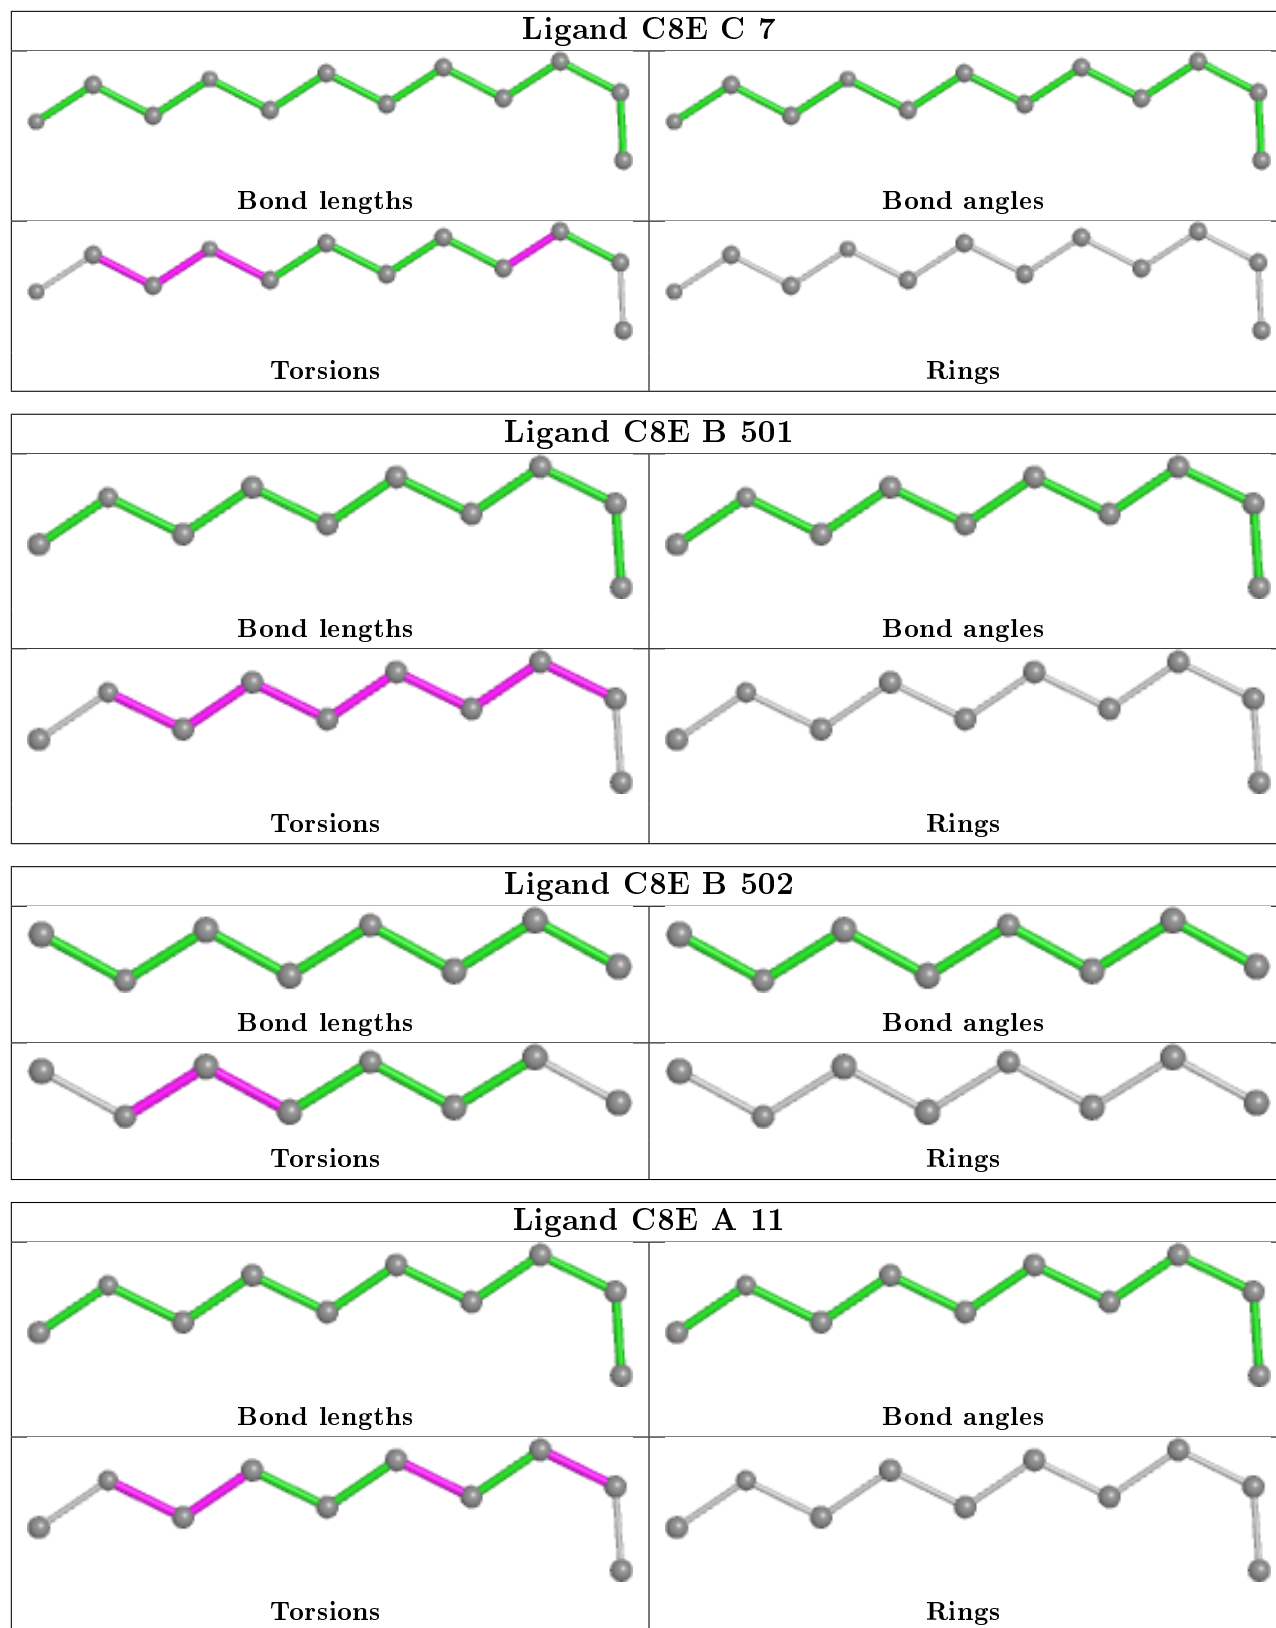 Ligand C8E C 7
Bond lengths
Bond angles
Torsions
Rings
Ligand C8E B 501
Bond lengths
Bond angles
Torsions
Rings
Ligand C8E B 502
Bond lengths
Bond angles
Torsions
Rings
Ligand C8E A 11
Bond lengths
Bond angles
Torsions
Rings